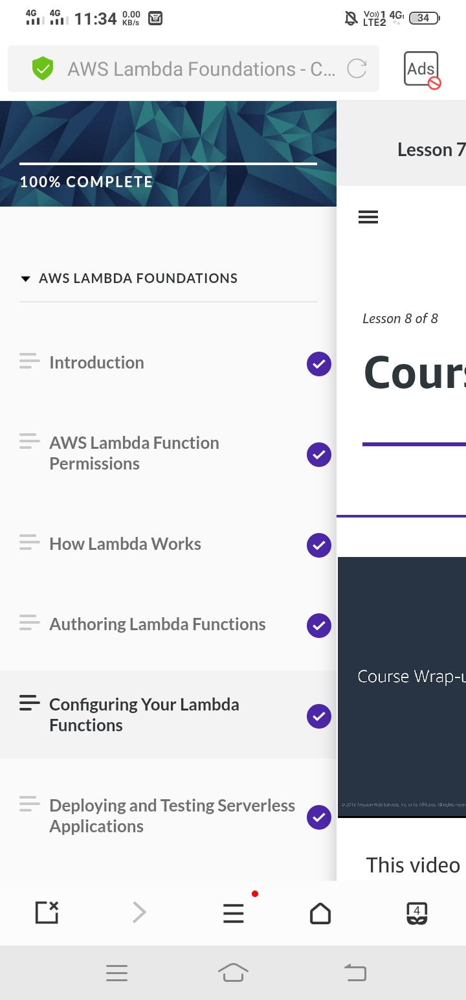 4G 4G 11:34 0.00 KB/s Vo))1 LTE2 4G 34
AWS Lambda Foundations - C... Ads
100% COMPLETE
Lesson 7
AWS LAMBDA FOUNDATIONS
Lesson 8 of 8
Introduction
Cours
AWS Lambda Function
Permissions
How Lambda Works
Authoring Lambda Functions
Course Wrap-u
Configuring Your Lambda
Functions
Deploying and Testing Serverless
Applications
© 2018 Amazon Web Services, Inc. or its Affiliates. All rights reserv
This video
4